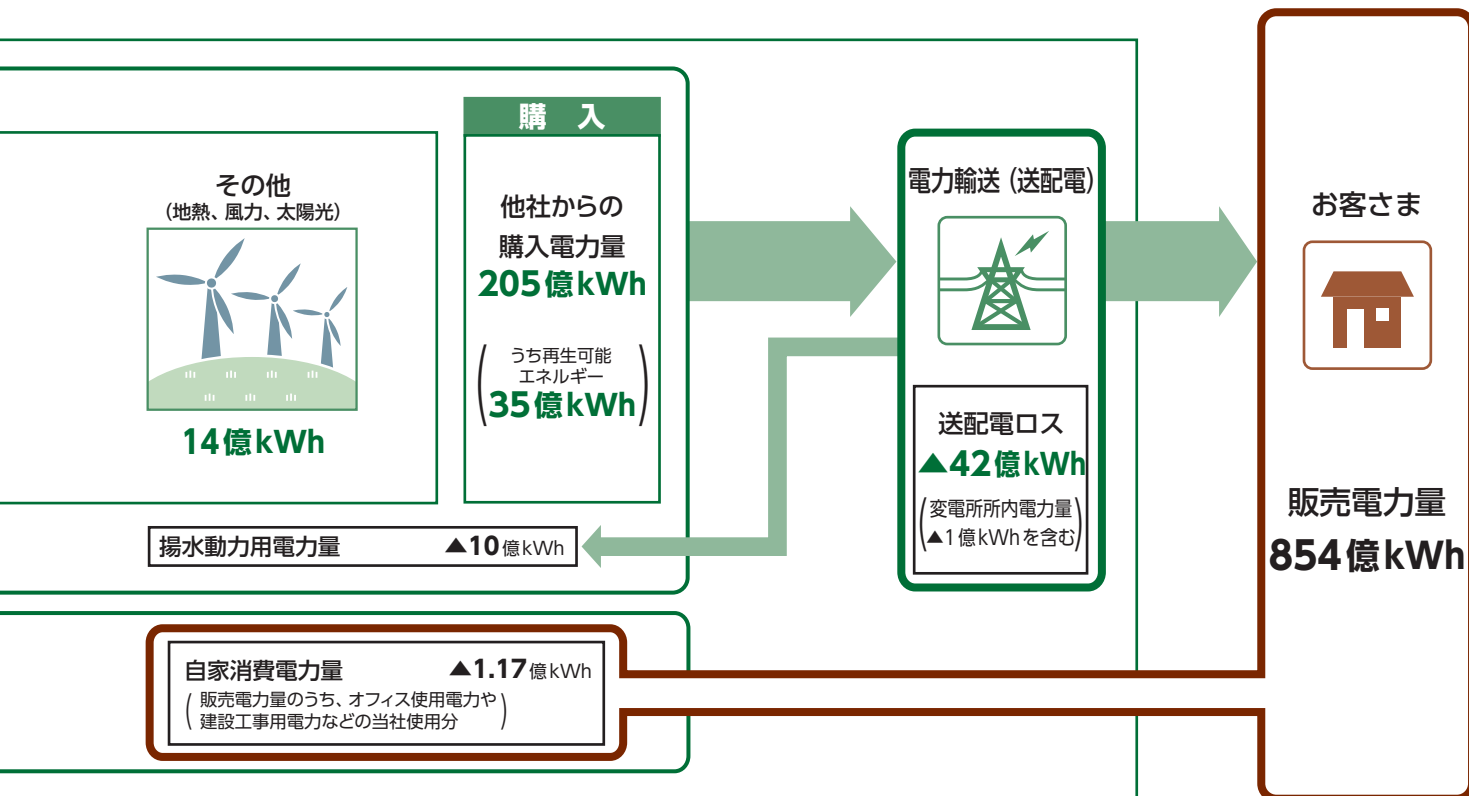 その他
(地熱、風力、太陽光)
14億kWh
購 入
他社からの
購入電力量
205億kWh
(うち再生可能
エネルギー
35億kWh)
揚水動力用電力量 ▲10億kWh
電力輸送(送配電)
送配電ロス
▲42億kWh
(変電所所内電力量
▲1億kWhを含む)
お客さま
販売電力量
854億kWh
自家消費電力量 ▲1.17億kWh
(販売電力量のうち、オフィス使用電力や
建設工事用電力などの当社使用分)